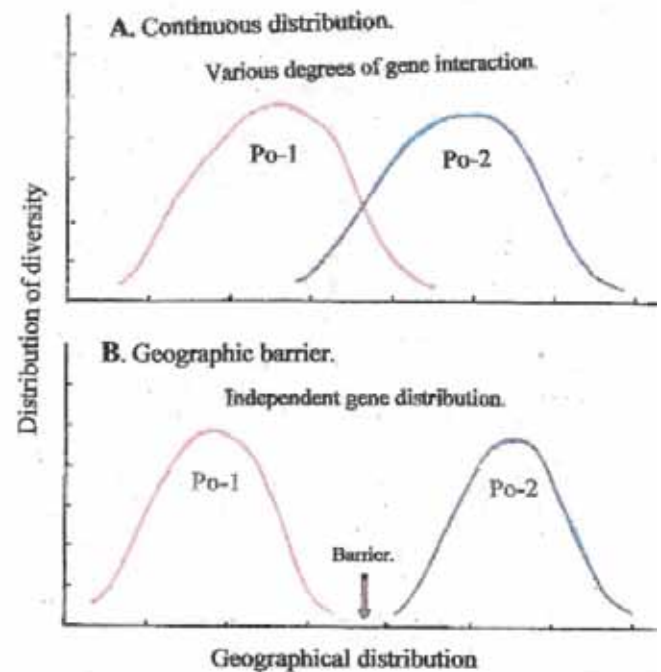 A. Continuous distribution.
Various degrees of gene interaction.
Po-1
Po-2
Distribution of diversity
B. Geographic barrier.
Independent gene distribution.
Po-1
Po-2
Barrier.
Geographical distribution